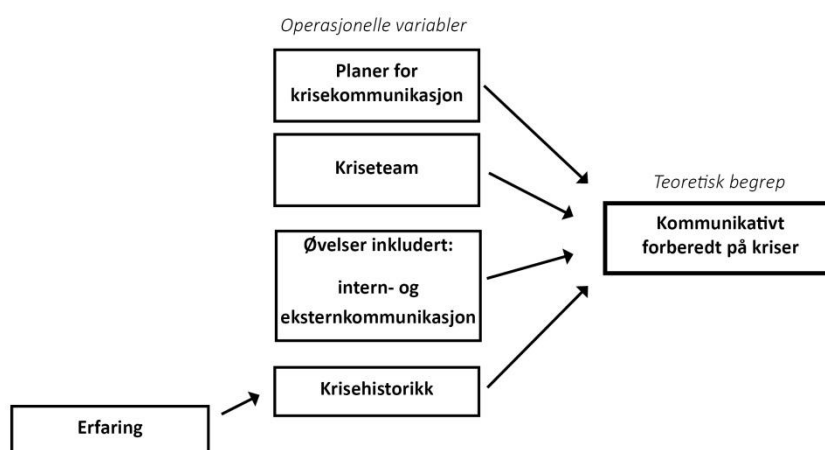 Operasjonelle variabler
Planer for
krisekommunikasjon
Kriseteam
Teoretisk begrep
Kommunikativt
forberedt på kriser
Øvelser inkludert:
intern- og
eksternkommunikasjon
Krisehistorikk
Erfaring